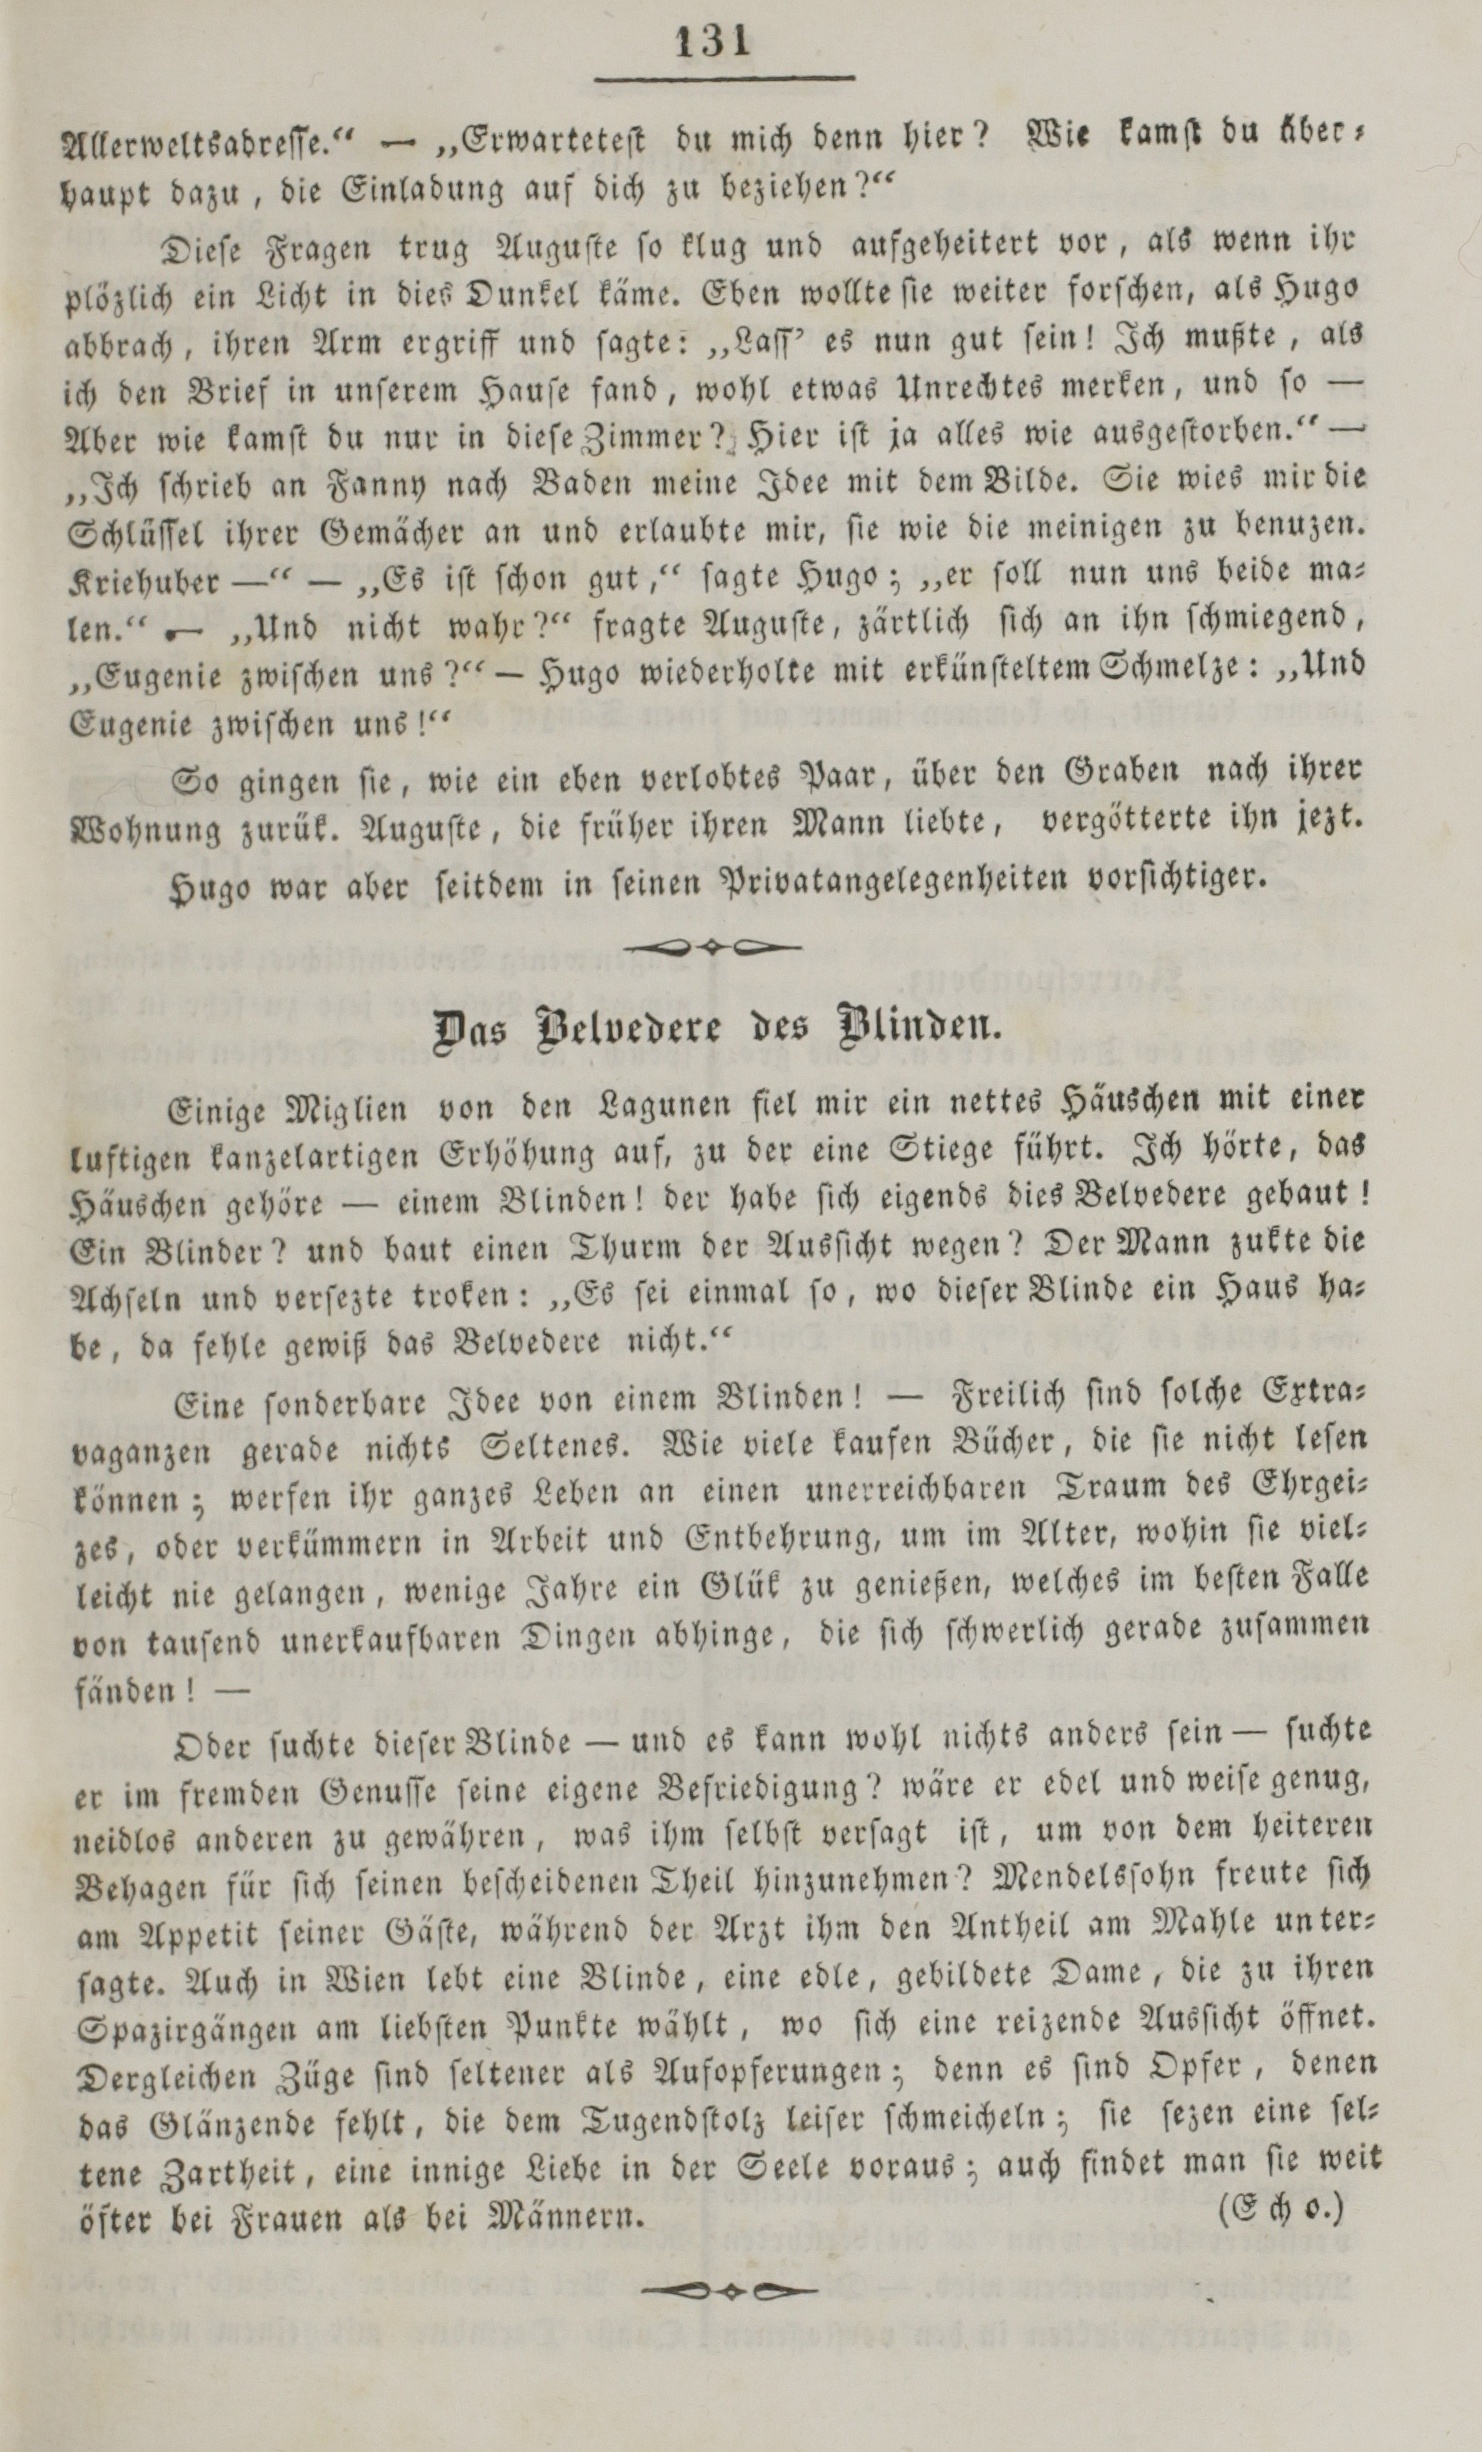 131
Allerweltsadresse.“ — „Erwartetest du mich denn hier? Wie kamst du über-
haupt dazu, die Einladung auf dich zu beziehen?“
Diese Fragen trug Auguste so klug und aufgeheitert vor, als wenn ihr
plözlich ein Licht in dies Dunkel käme. Eben wollte sie weiter forschen, als Hugo
abbrach, ihren Arm ergriff und sagte: „Lass’ es nun gut sein! Ich mußte, als
ich den Brief in unserem Hause fand, wohl etwas Unrechtes merken, und so —
Aber wie kamst du nur in diese Zimmer? Hier ist ja alles wie ausgestorben.“ —
„Ich schrieb an Fanny nach Baden meine Idee mit dem Bilde. Sie wies mir die
Schlüssel ihrer Gemächer an und erlaubte mir, sie wie die meinigen zu benuzen.
Kriehuber —“ — „Es ist schon gut,“ sagte Hugo; „er soll nun uns beide ma-
len.“ — „Und nicht wahr?“ fragte Auguste, zärtlich sich an ihn schmiegend,
„Eugenie zwischen uns?“ — Hugo wiederholte mit erkünsteltem Schmelze: „Und
Eugenie zwischen uns!“
So gingen sie, wie ein eben verlobtes Paar, über den Graben nach ihrer
Wohnung zurük. Auguste, die früher ihren Mann liebte, vergötterte ihn jezt.
Hugo war aber seitdem in seinen Privatangelegenheiten vorsichtiger.
Das Belvedere des Blinden.
Einige Miglien von den Lagunen fiel mir ein nettes Häuschen mit einer
luftigen kanzelartigen Erhöhung auf, zu der eine Stiege führt. Ich hörte, das
Häuschen gehöre — einem Blinden! der habe sich eigends dies Belvedere gebaut!
Ein Blinder? und baut einen Thurm der Aussicht wegen? Der Mann zukte die
Achseln und versezte troken: „Es sei einmal so, wo dieser Blinde ein Haus ha-
be, da fehle gewiß das Belvedere nicht.“
Eine sonderbare Idee von einem Blinden! — Freilich sind solche Extra-
vaganzen gerade nichts Seltenes. Wie viele kaufen Bücher, die sie nicht lesen
können; werfen ihr ganzes Leben an einen unerreichbaren Traum des Ehrgei-
zes, oder verkümmern in Arbeit und Entbehrung, um im Alter, wohin sie viel-
leicht nie gelangen, wenige Jahre ein Glük zu genießen, welches im besten Falle
von tausend unerkaufbaren Dingen abhinge, die sich schwerlich gerade zusammen
fänden! —
Oder suchte dieser Blinde — und es kann wohl nichts anders sein — suchte
er im fremden Genusse seine eigene Befriedigung? wäre er edel und weise genug,
neidlos anderen zu gewähren, was ihm selbst versagt ist, um von dem heiteren
Behagen für sich seinen bescheidenen Theil hinzunehmen? Mendelssohn freute sich
am Appetit seiner Gäste, während der Arzt ihm den Antheil am Mahle unter-
sagte. Auch in Wien lebt eine Blinde, eine edle, gebildete Dame, die zu ihren
Spazirgängen am liebsten Punkte wählt, wo sich eine reizende Aussicht öffnet.
Dergleichen Züge sind seltener als Aufopferungen; denn es sind Opfer, denen
das Glänzende fehlt, die dem Tugendstolz leiser schmeicheln; sie sezen eine sel-
tene Zartheit, eine innige Liebe in der Seele voraus; auch findet man sie weit
öfter bei Frauen als bei Männern. (Echo.)